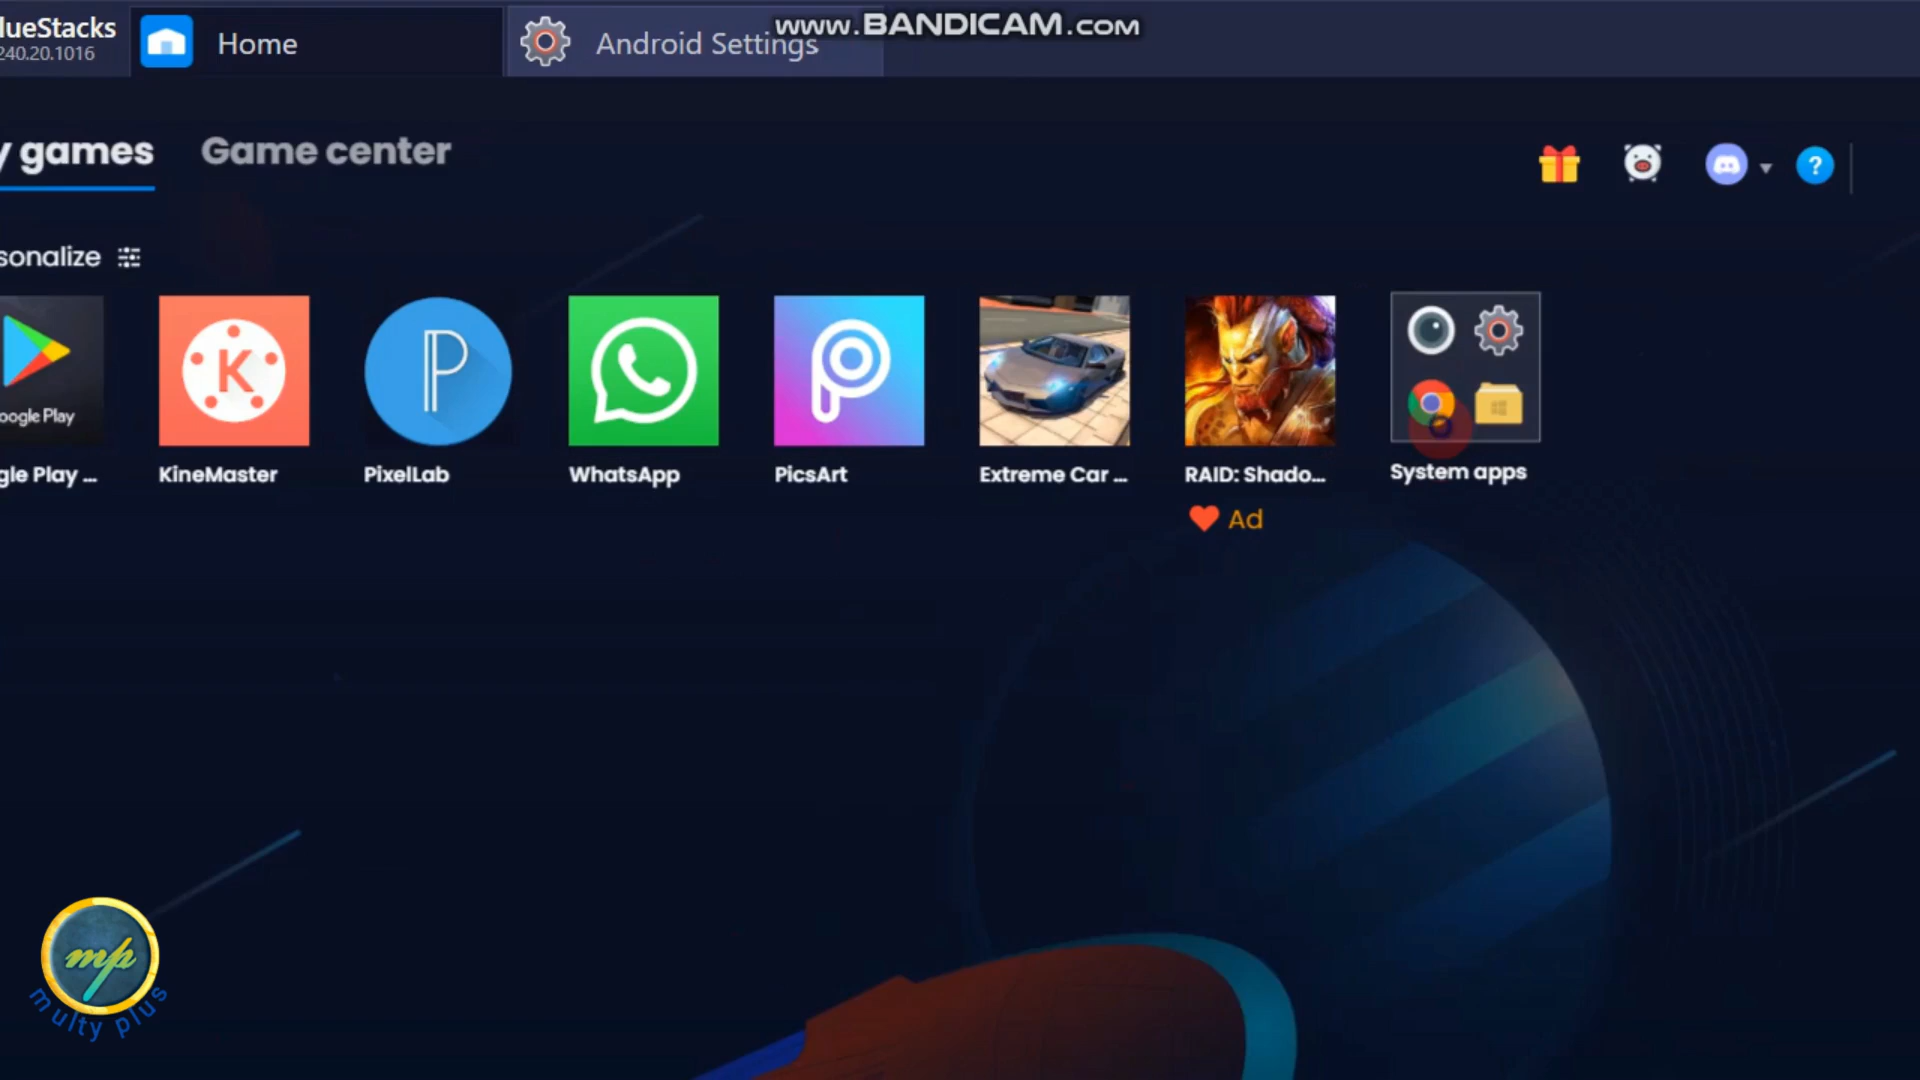 lueStacks
240.20.1016
Home
Android Settings
www.BANDICAM.com
y games
Game center
?
sonalize
oogle Play
K
P
gle Play ...
KineMaster
PixelLab
WhatsApp
PicsArt
Extreme Car ...
RAID: Shado...
System apps
Ad
mp
multy plus